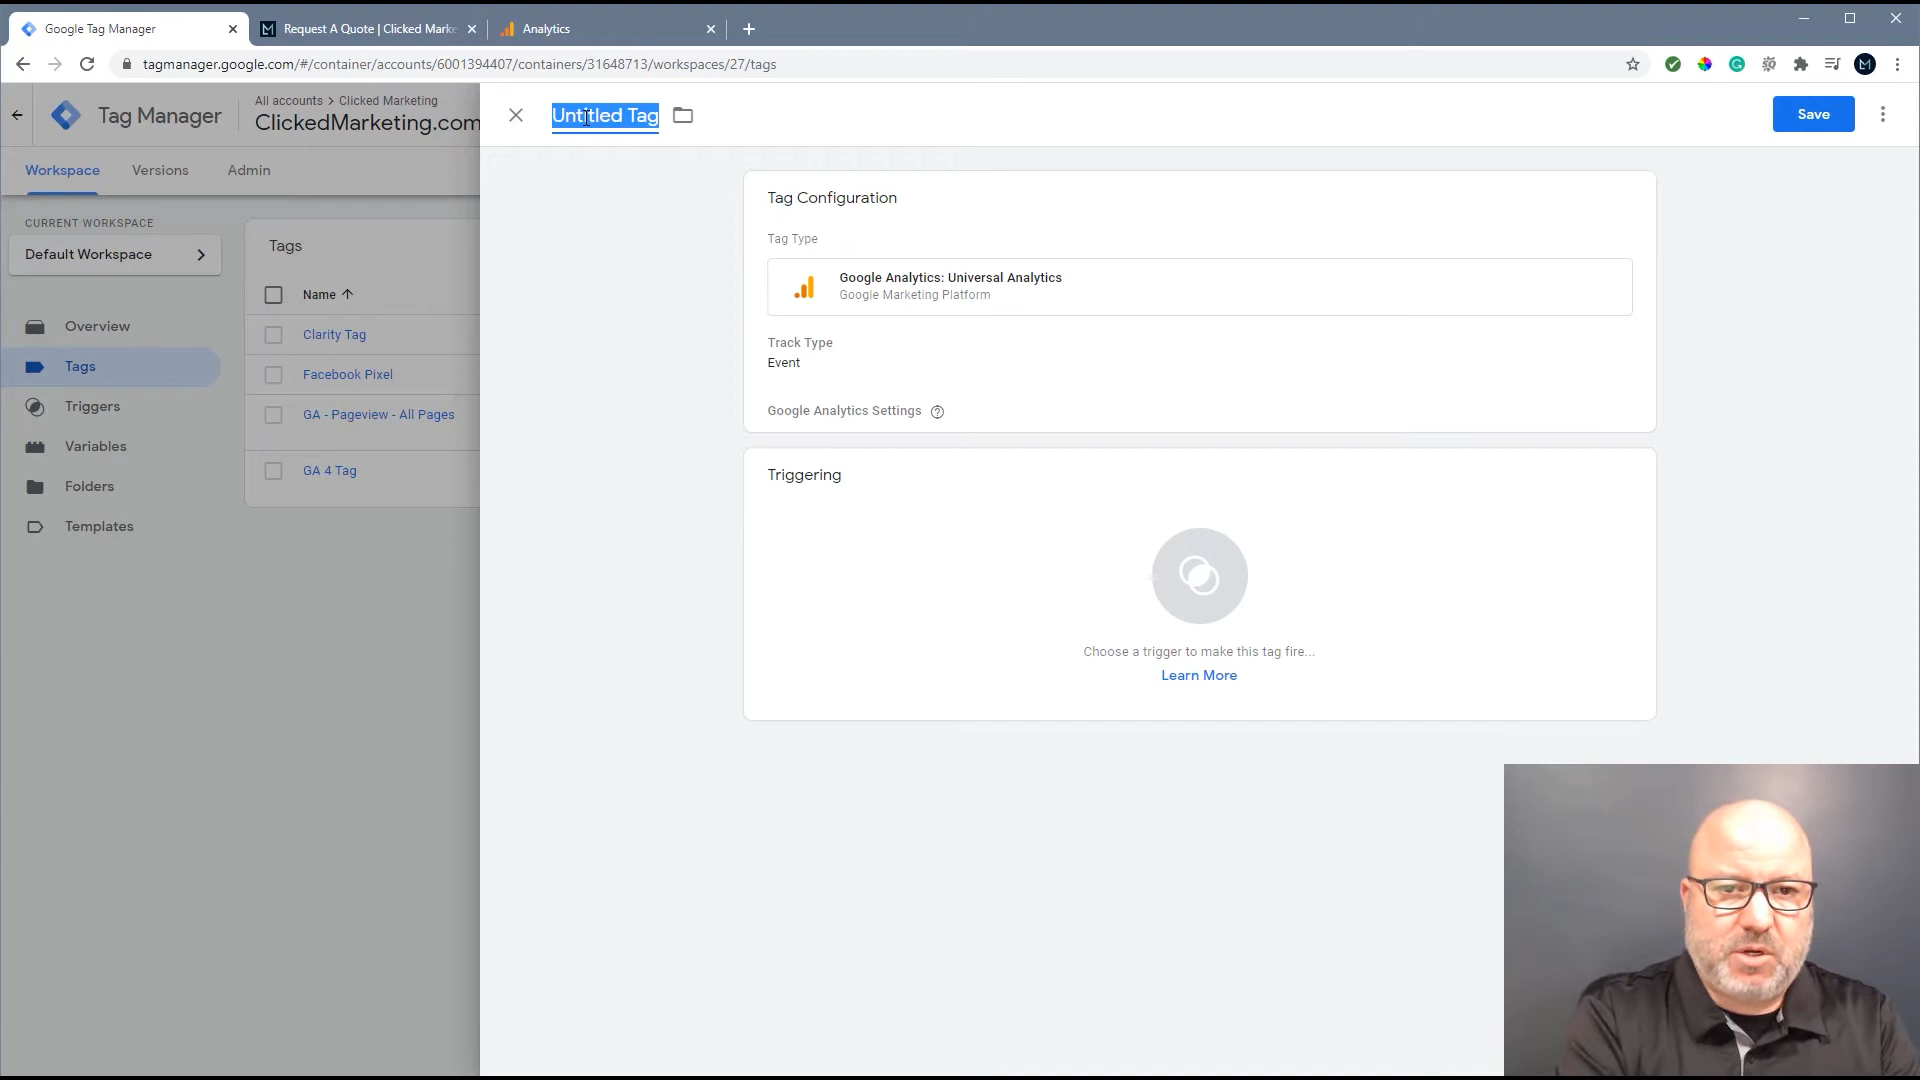 Google Tag Manager
Request A Quote | Clicked Marke
Analytics
tagmanager.google.com/#/container/accounts/6001394407/containers/31648713/workspaces/27/tags
Tag Manager
All accounts > Clicked Marketing
ClickedMarketing.com
Untitled Tag
Save
Workspace
Versions
Admin
CURRENT WORKSPACE
Default Workspace
Overview
Tags
Triggers
Variables
Folders
Templates
Tags
Name
Clarity Tag
Facebook Pixel
GA - Pageview - All Pages
GA 4 Tag
Tag Configuration
Tag Type
Google Analytics: Universal Analytics
Google Marketing Platform
Track Type
Event
Google Analytics Settings
Triggering
Choose a trigger to make this tag fire...
Learn More